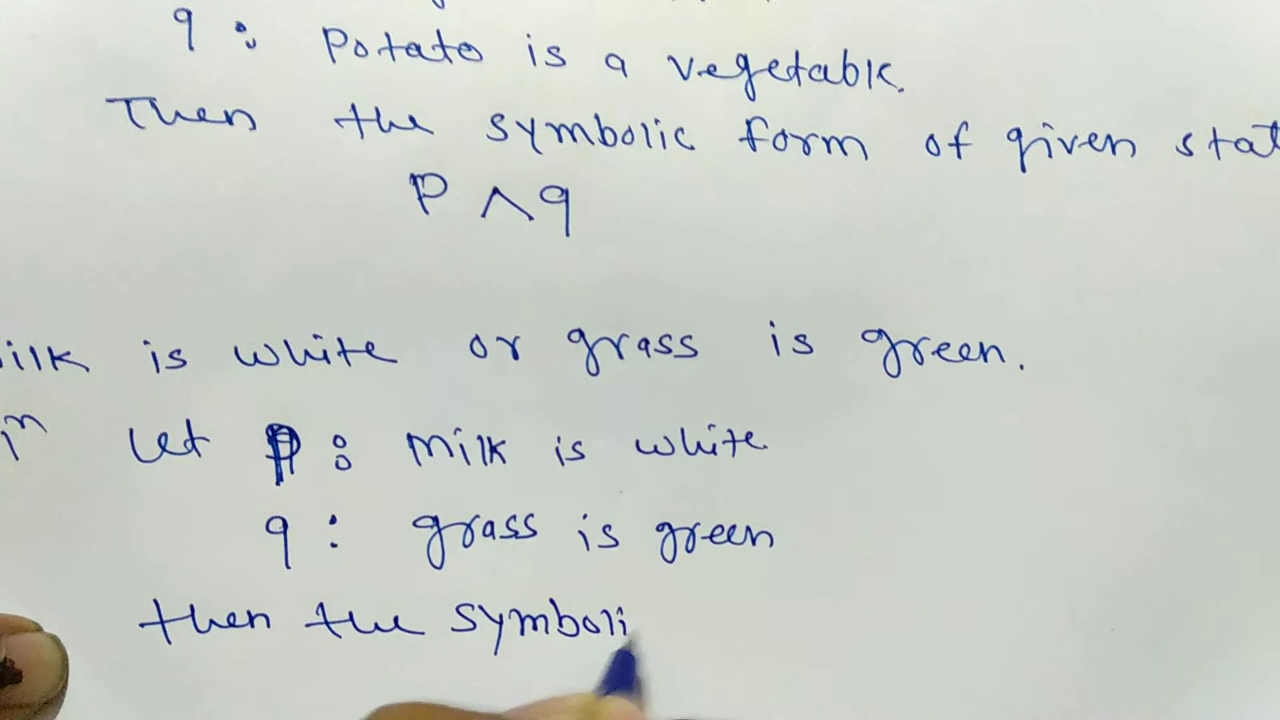 q : Potato is a vegetable.
Then the symbolic form of given stat
P ∧ q
ilk is white or grass is green.
let P : milk is white
q : grass is green
then the symboli